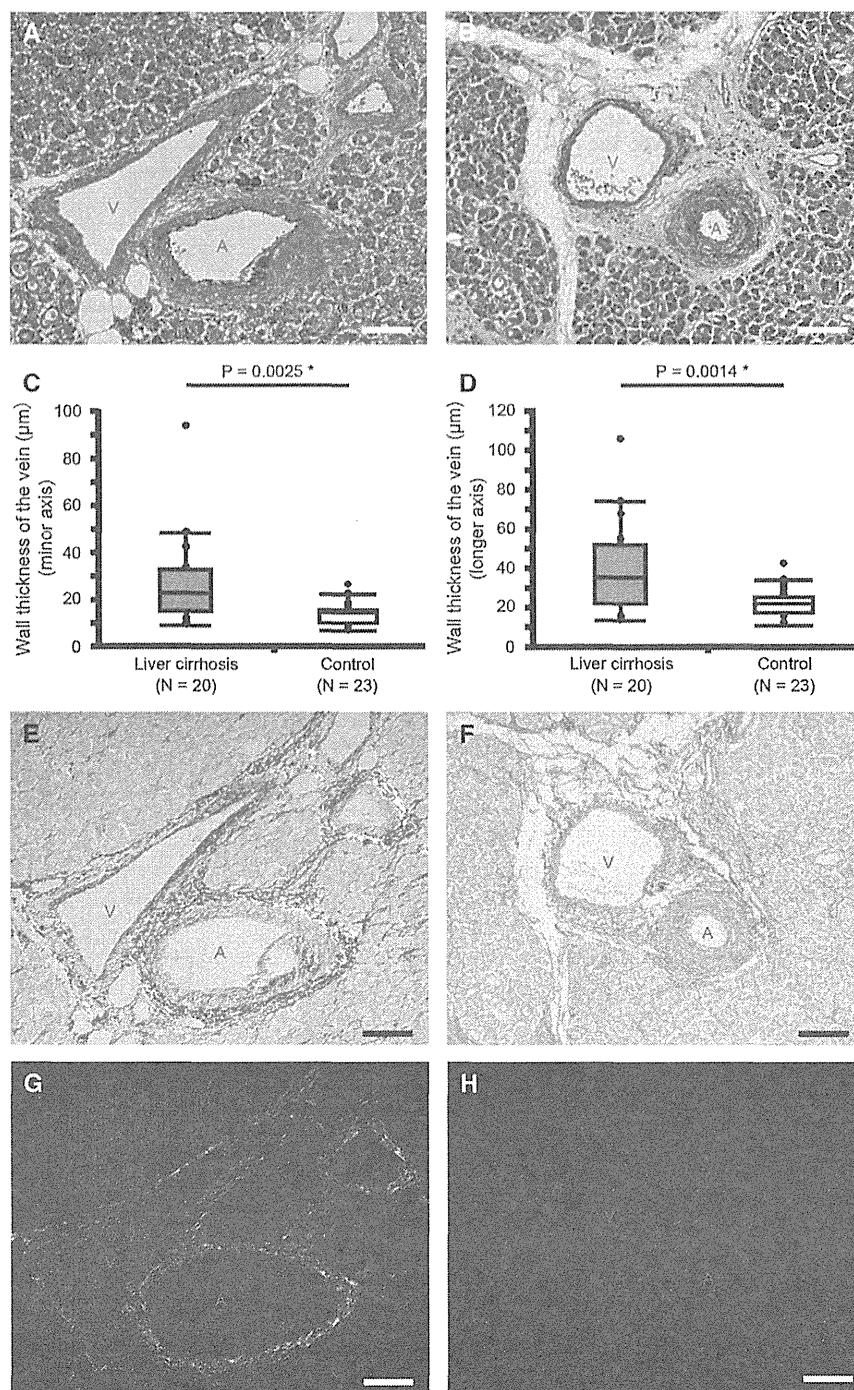 A
B
V
A
V
A
C
P = 0.0025 *
Wall thickness of the vein (μm)
(minor axis)
100
80
60
40
20
0
Liver cirrhosis
(N = 20)
Control
(N = 23)
D
P = 0.0014 *
Wall thickness of the vein (μm)
(longer axis)
120
100
80
60
40
20
0
Liver cirrhosis
(N = 20)
Control
(N = 23)
E
F
V
A
V
A
G
H
A
V
A